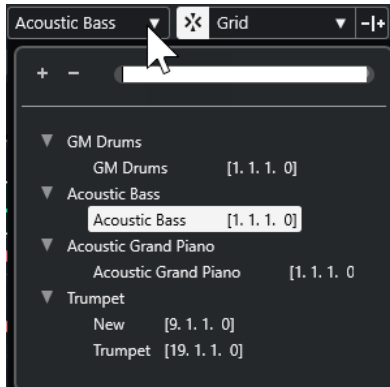 Acoustic Bass Grid
GM Drums
GM Drums [1. 1. 1. 0]
Acoustic Bass
Acoustic Bass [1. 1. 1. 0]
Acoustic Grand Piano
Acoustic Grand Piano [1. 1. 1. 0
Trumpet
New [9. 1. 1. 0]
Trumpet [19. 1. 1. 0]